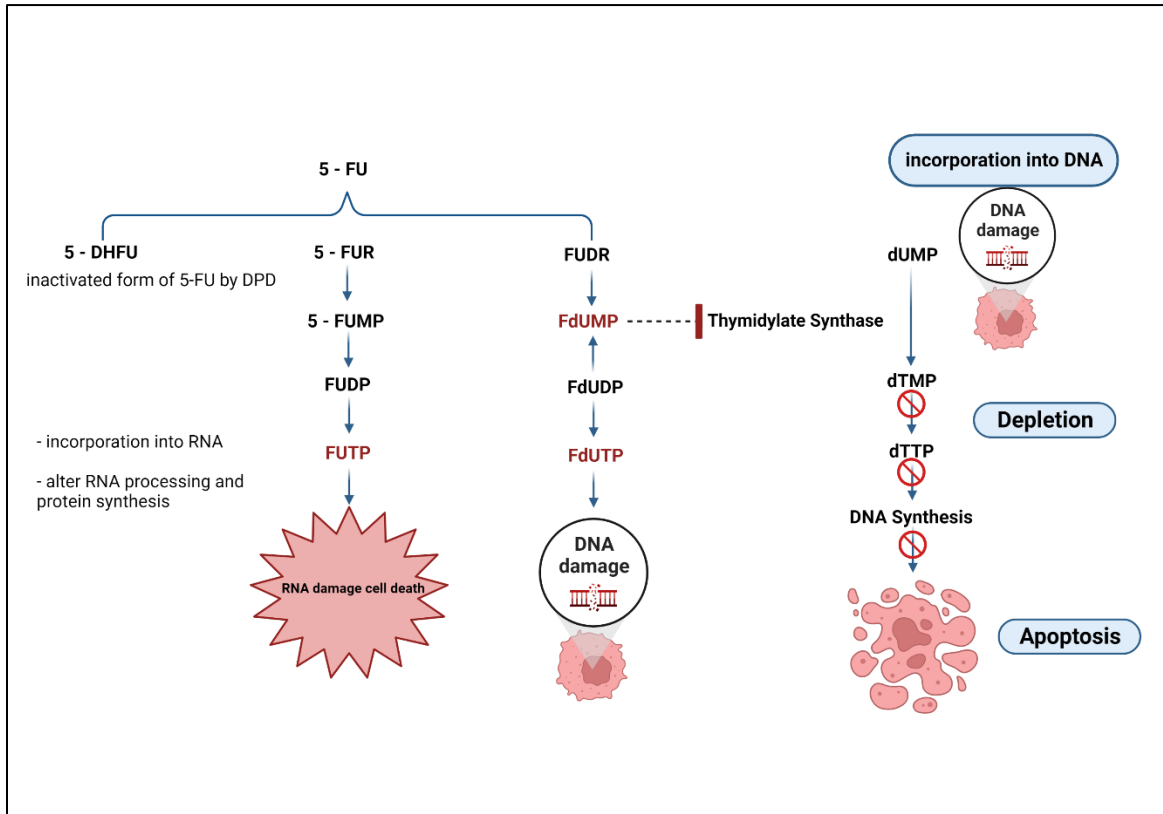 5 - FU
5 - DHFU
inactivated form of 5-FU by DPD
5 - FUR
5 - FUMP
FUDP
- incorporation into RNA
- alter RNA processing and
protein synthesis
FUTP
RNA damage cell death
FUDR
FdUMP
FdUDP
FdUTP
DNA
damage
Thymidylate Synthase
incorporation into DNA
DNA
damage
dUMP
dTMP
Depletion
dTTP
DNA Synthesis
Apoptosis